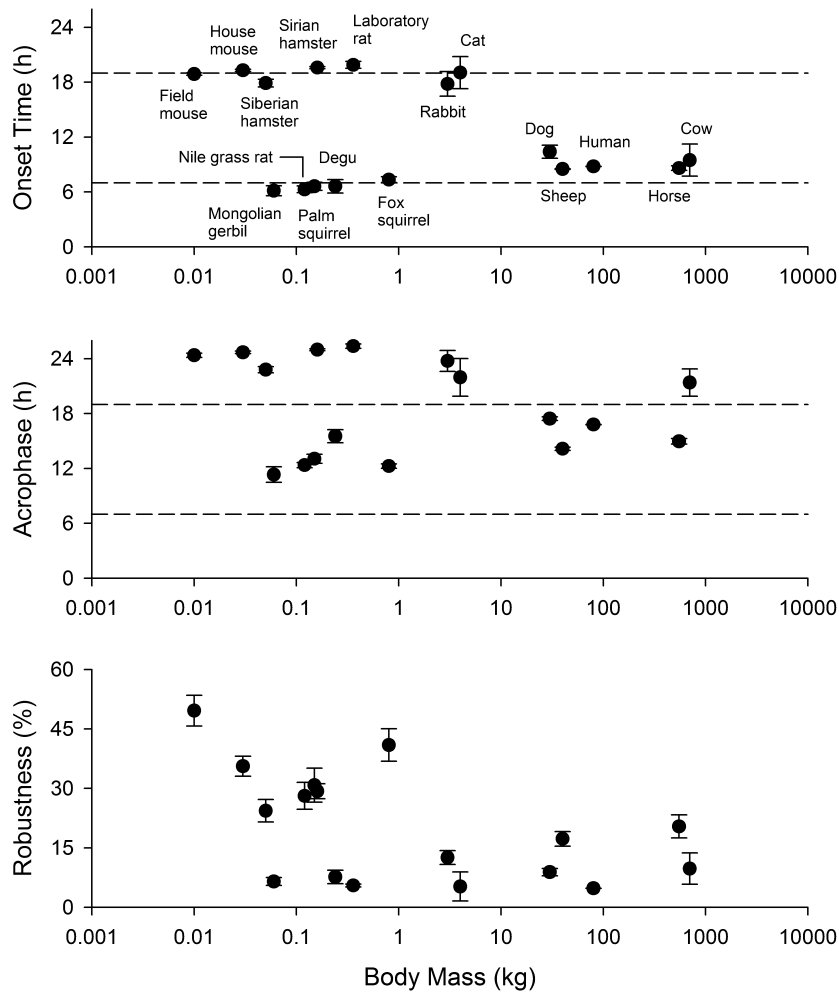 24
18
12
6
0
Onset Time (h)
House
mouse
Sirian
hamster
Laboratory
rat
Cat
Field
mouse
Siberian
hamster
Rabbit
Nile grass rat
Degu
Dog
Human
Cow
Mongolian
gerbil
Palm
squirrel
Fox
squirrel
Sheep
Horse
0.001 0.01 0.1 1 10 100 1000 10000
24
18
12
6
0
Acrophase (h)
0.001 0.01 0.1 1 10 100 1000 10000
60
45
30
15
0
Robustness (%)
0.001 0.01 0.1 1 10 100 1000 10000
Body Mass (kg)